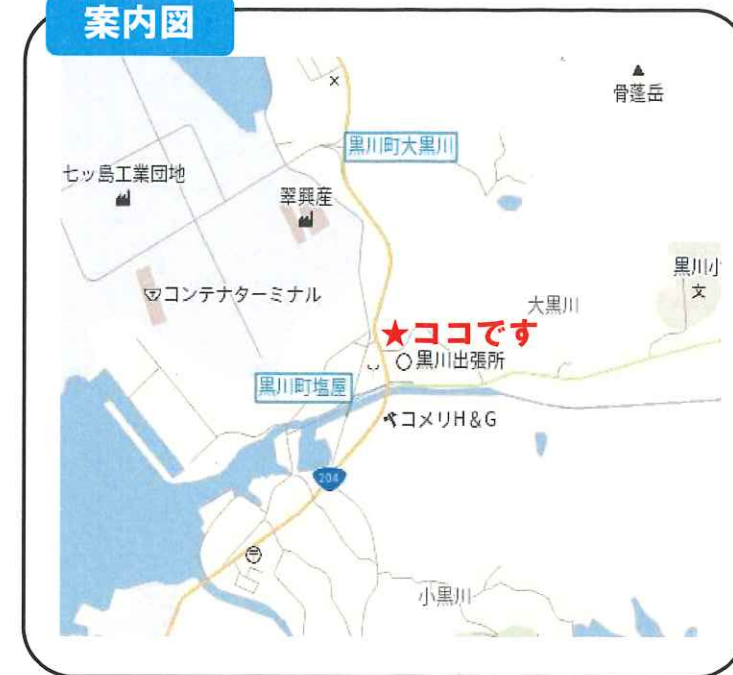 案内図
骨蓬岳
黒川町大黒川
七ッ島工業団地
翠興産
黒川小
文
コンテナターミナル
大黒川
★ココです
黒川出張所
黒川町塩屋
コメリH&G
204
小黒川